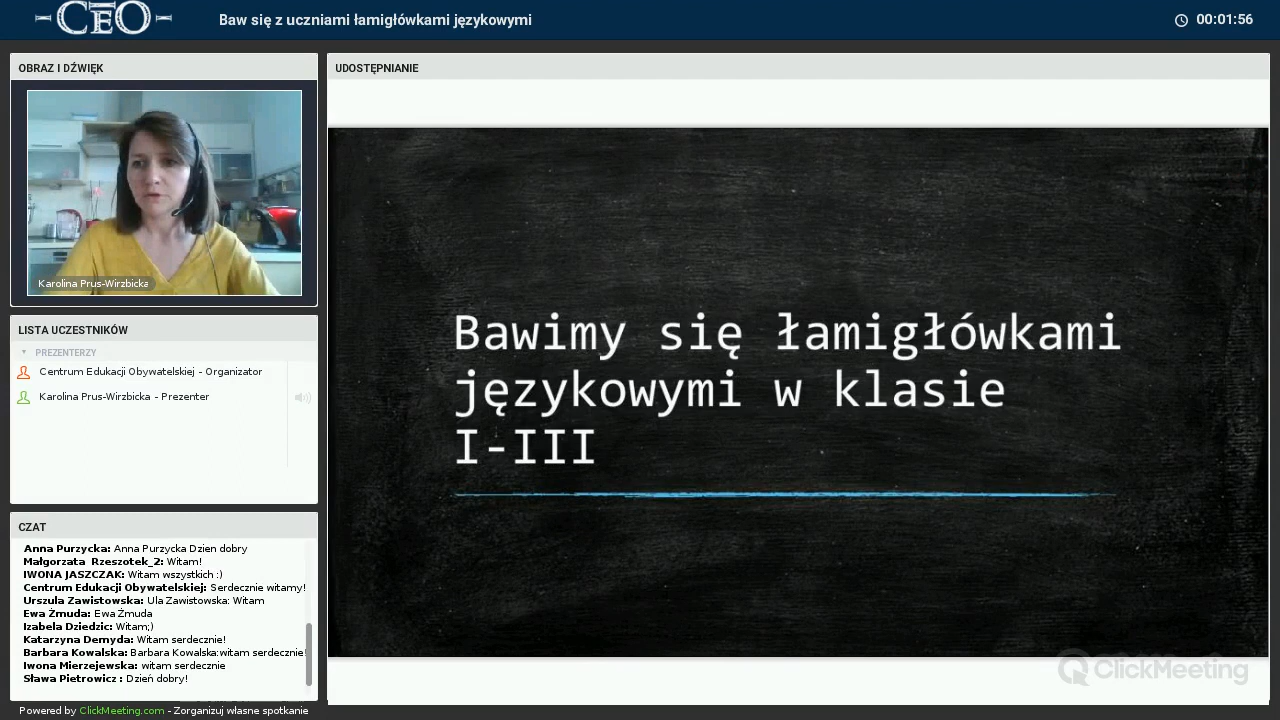 CEO
Baw się z uczniami łamigłówkami językowymi
00:01:56
OBRAZ I DŹWIĘK
Karolina Prus-Wirzbicka
LISTA UCZESTNIKÓW
PREZENTERZY
Centrum Edukacji Obywatelskiej - Organizator
Karolina Prus-Wirzbicka - Prezenter
CZAT
Anna Purzycka: Anna Purzycka Dzien dobry
Małgorzata Rzeszotek_2: Witam!
IWONA JASZCZAK: Witam wszystkich :)
Centrum Edukacji Obywatelskiej: Serdecznie witamy!
Urszula Zawistowska: Ula Zawistowska: Witam
Ewa Żmuda: Ewa Żmuda
Izabela Dziedzic: Witam;)
Katarzyna Demyda: Witam serdecznie!
Barbara Kowalska: Barbara Kowalska:witam serdecznie!
Iwona Mierzejewska: witam serdecznie
Sława Pietrowicz : Dzień dobry!
Powered by ClickMeeting.com - Zorganizuj własne spotkanie
UDOSTĘPNIANIE
Bawimy się łamigłówkami
językowymi w klasie
I-III
ClickMeeting